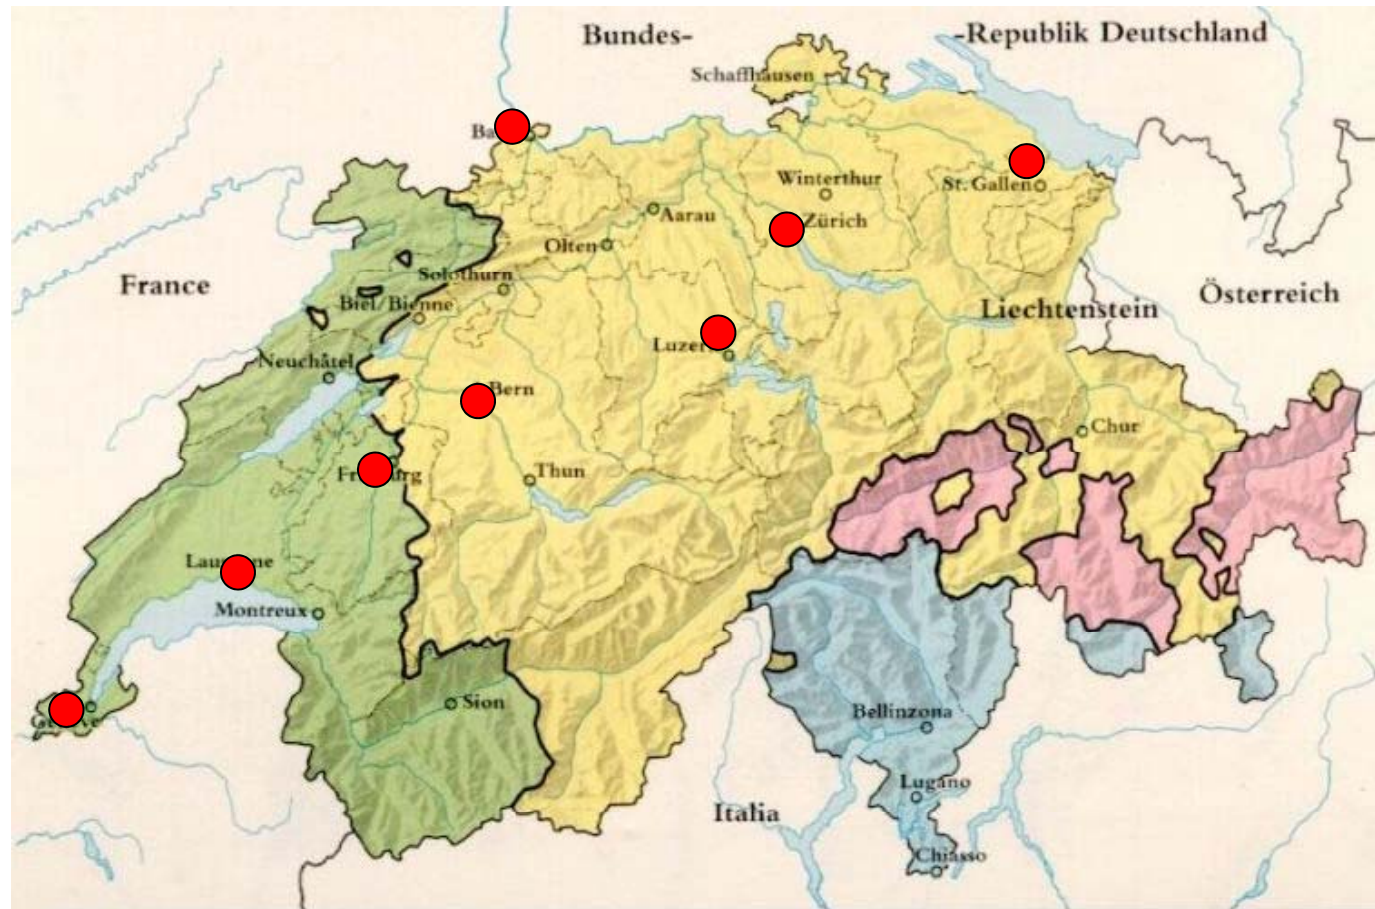 Bundes-
-Republik Deutschland
Schaffhausen
Winterthur
St. Gallen
Aarau
Zürich
Olten
Solothurn
France
Biel/Bienne
Liechtenstein
Österreich
Luzer
Neuchâtel
Bern
Chur
Thun
Montreux
Sion
Bellinzona
Lugano
Italia
Chiasso